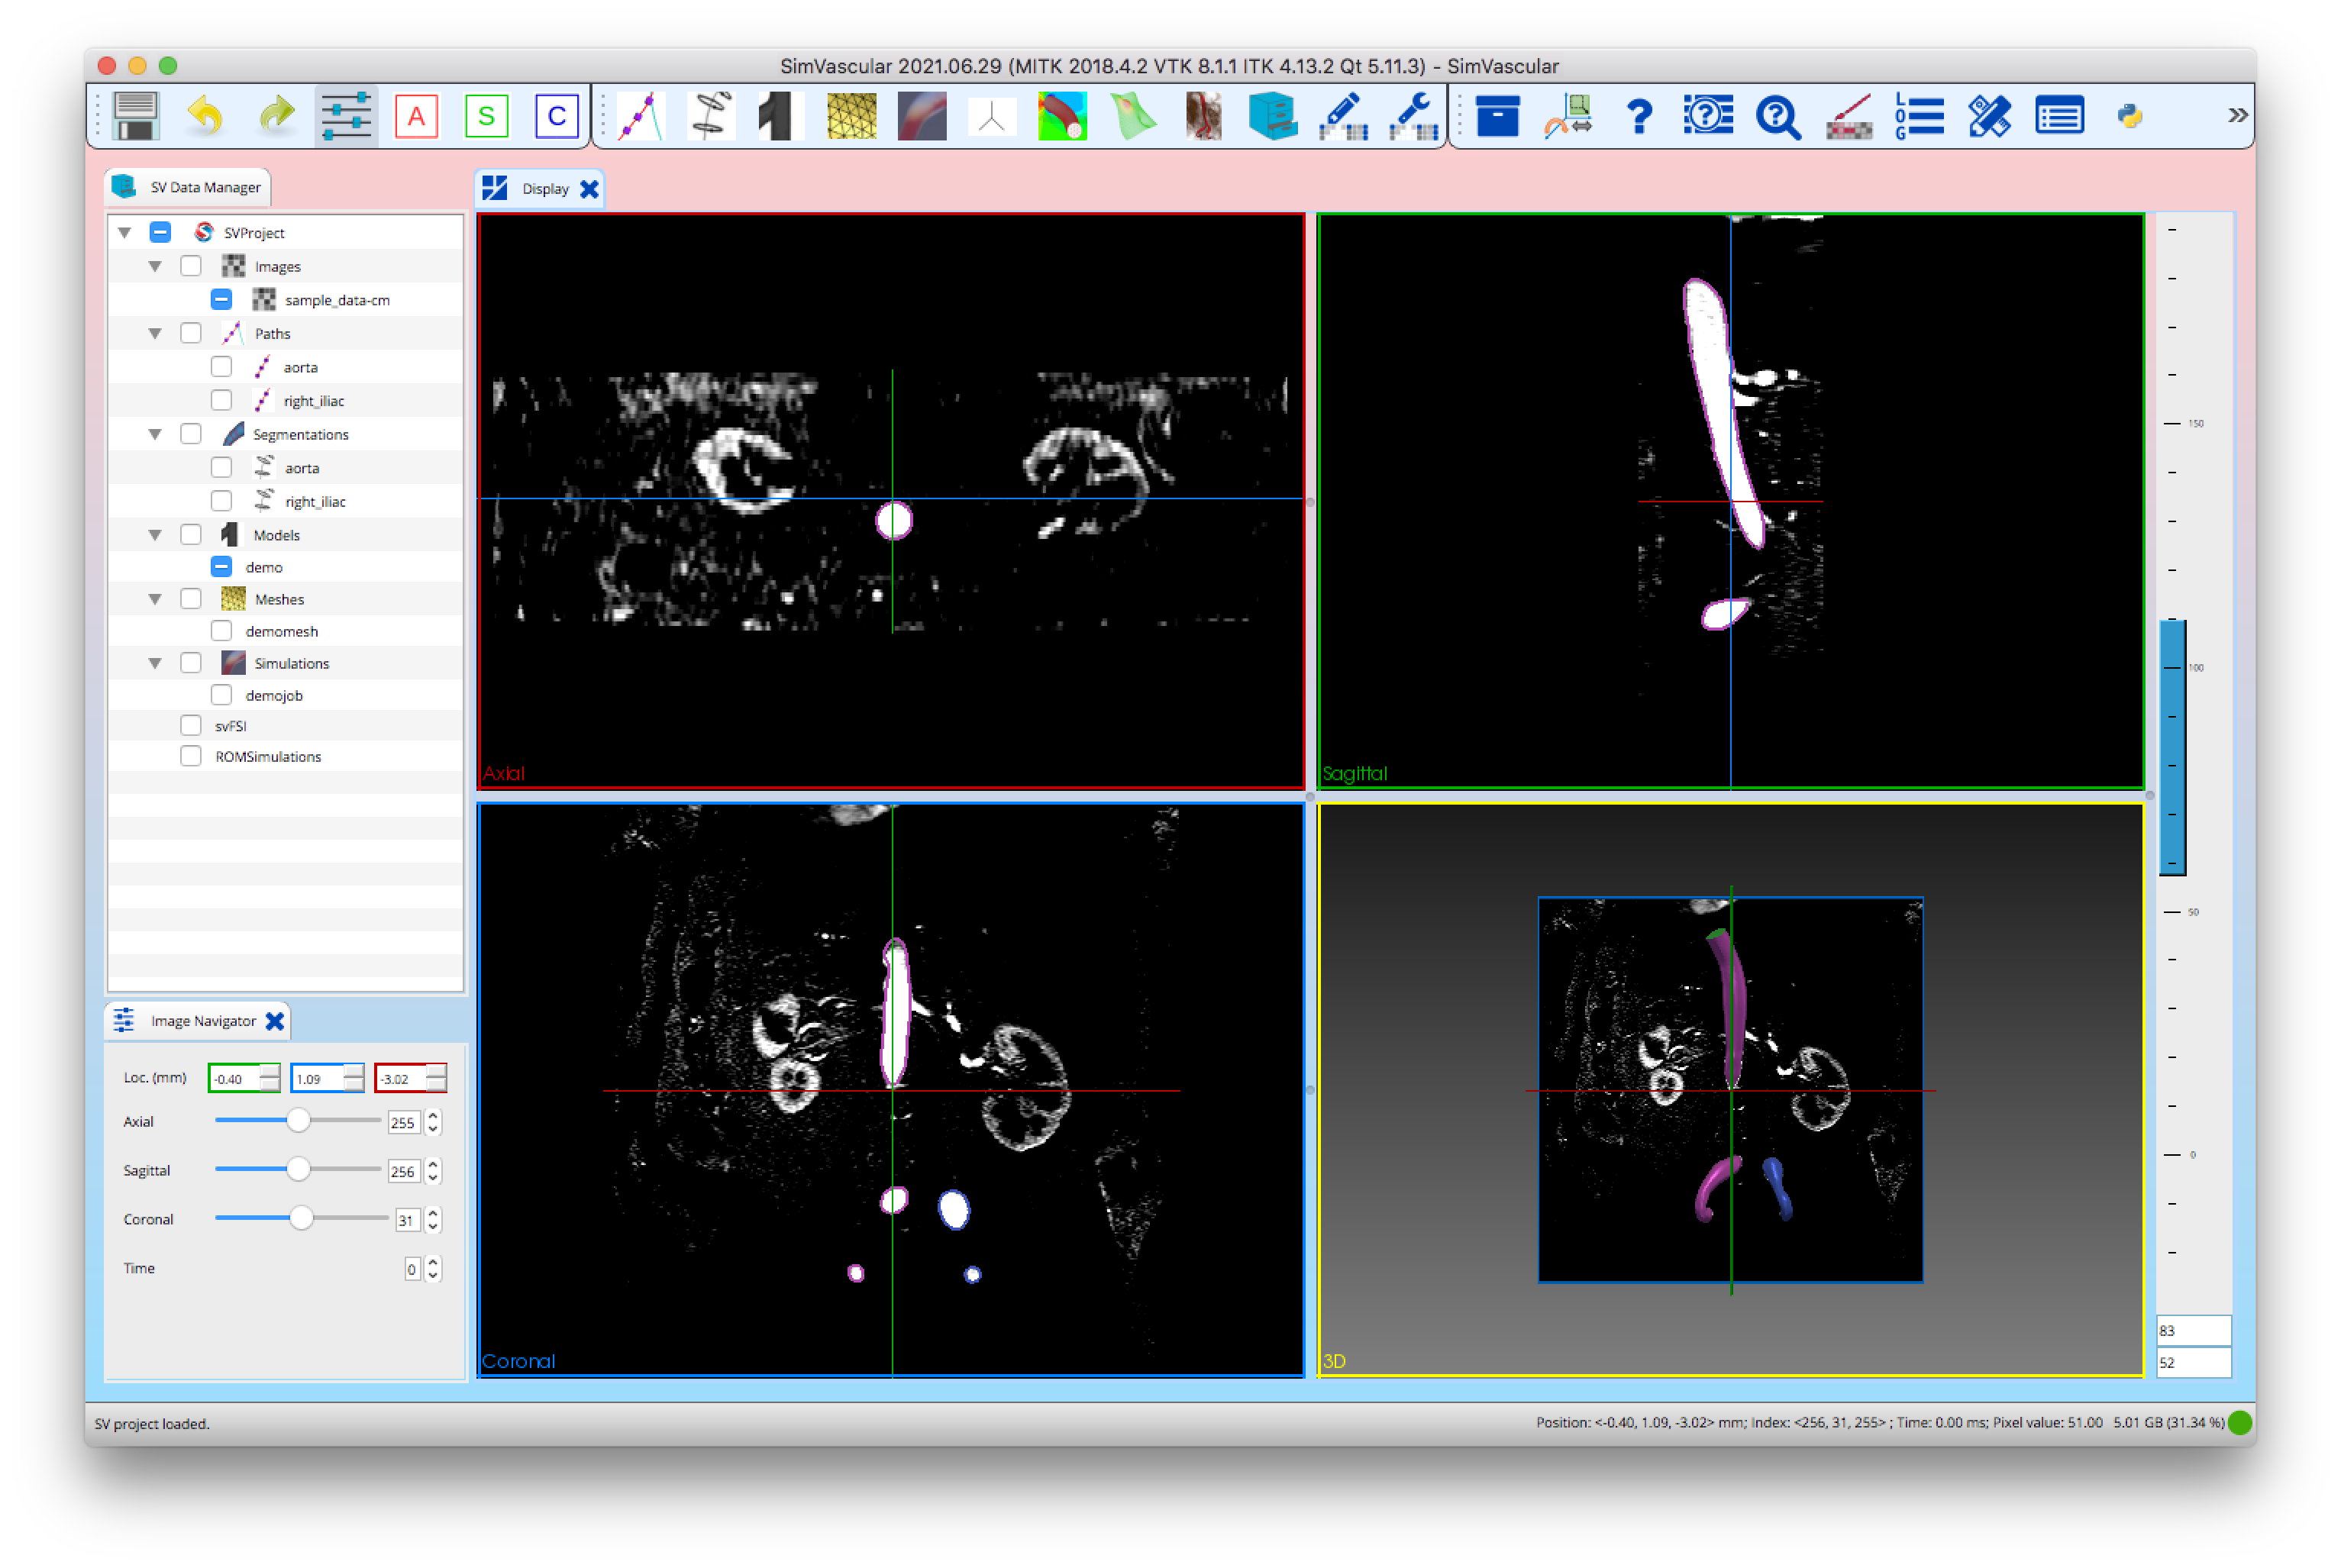 SimVascular 2021.06.29 (MITK 2018.4.2 VTK 8.1.1 ITK 4.13.2 Qt 5.11.3) - SimVascular
A S C
LOG
»
SV Data Manager
Display
SVProject
Images
sample_data-cm
Paths
aorta
right_iliac
Segmentations
aorta
right_iliac
Models
demo
Meshes
demomesh
Simulations
demojob
svFSI
ROMSimulations
Axial
Sagittal
Coronal
3D
150
100
50
0
83
52
Image Navigator
Loc. (mm) -0.40 1.09 -3.02
Axial 255
Sagittal 256
Coronal 31
Time 0
SV project loaded.
Position: <-0.40, 1.09, -3.02> mm; Index: <256, 31, 255> ; Time: 0.00 ms; Pixel value: 51.00 5.01 GB (31.34 %)